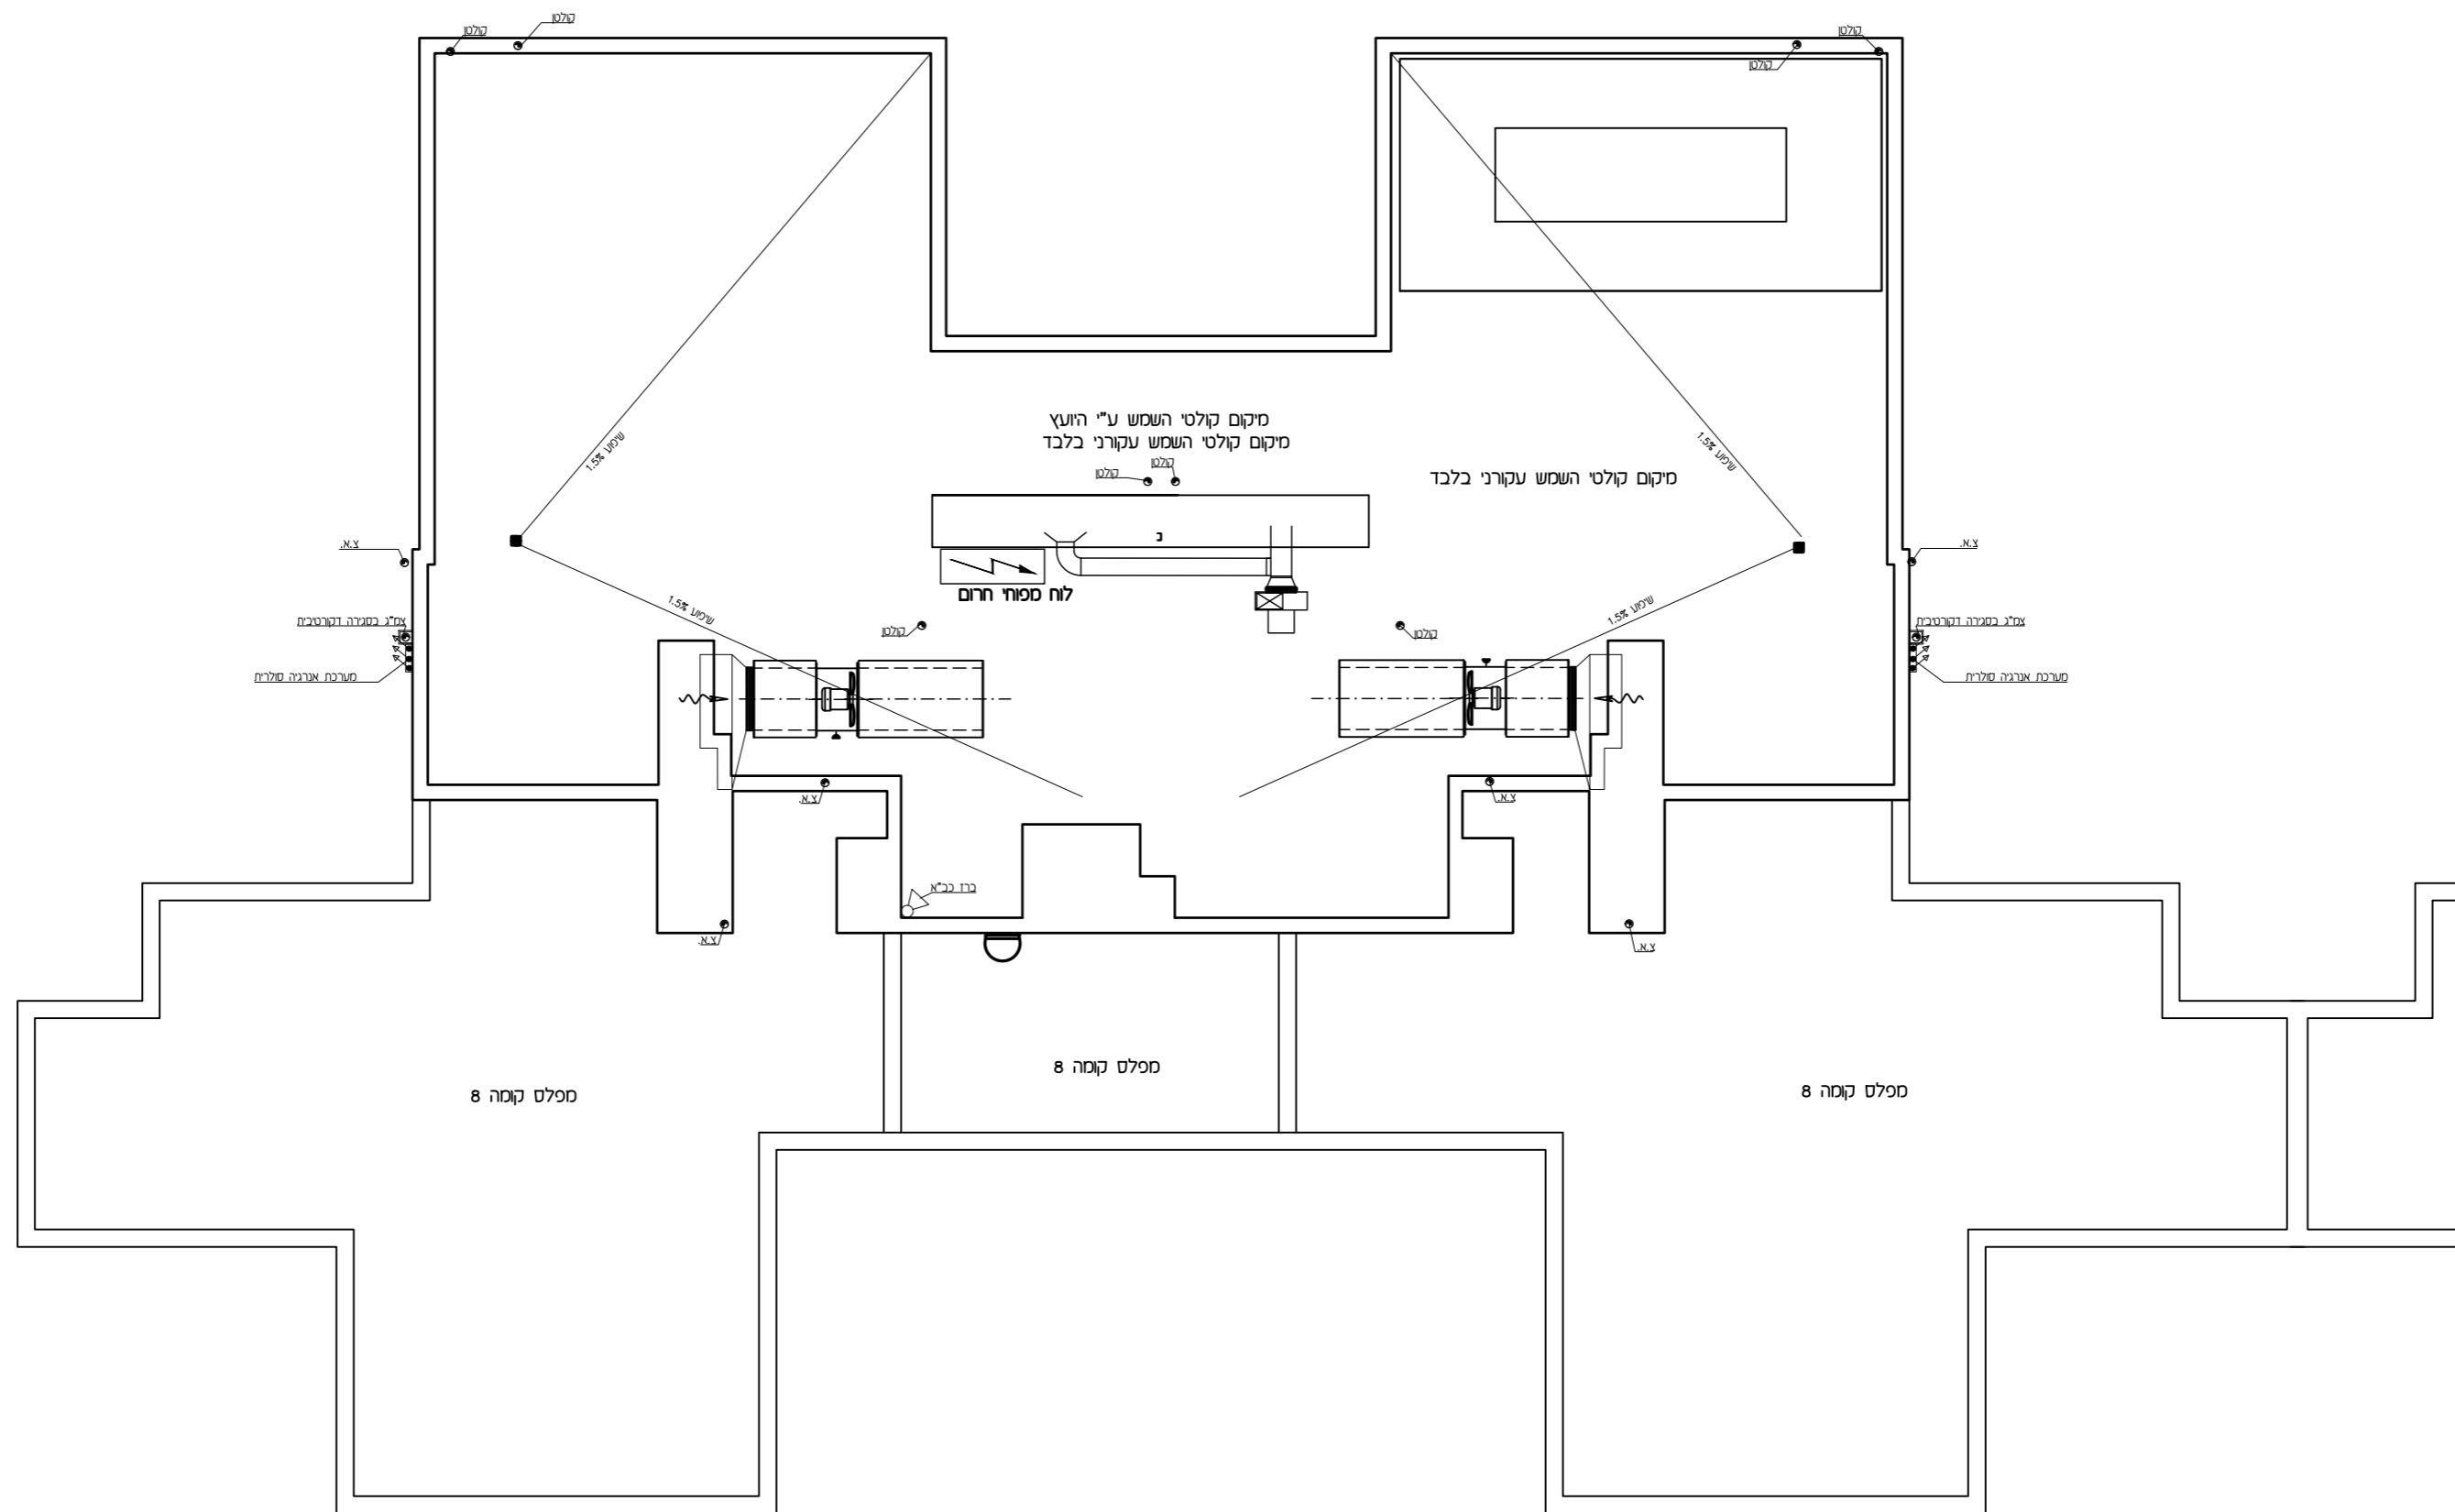 קולטן
קולטן
קולטן
קולטן
שיפוע 1.5%
שיפוע 1.5%
מיקום קולטי השמש ע"י היועץ
מיקום קולטי השמש עקורני בלבד
קולטן
קולטן
מיקום קולטי השמש עקורני בלבד
נ
צ.א.
צ.א.
לוח מפוחי חרום
שיפוע 1.5%
שיפוע 1.5%
צמ"ג בסגירה דקורטיבית
צמ"ג בסגירה דקורטיבית
קולטן
קולטן
מערכת אנרגיה סולרית
מערכת אנרגיה סולרית
צ.א.
צ.א.
ברז כב"א
צ.א.
צ.א.
מפלס קומה 8
מפלס קומה 8
מפלס קומה 8